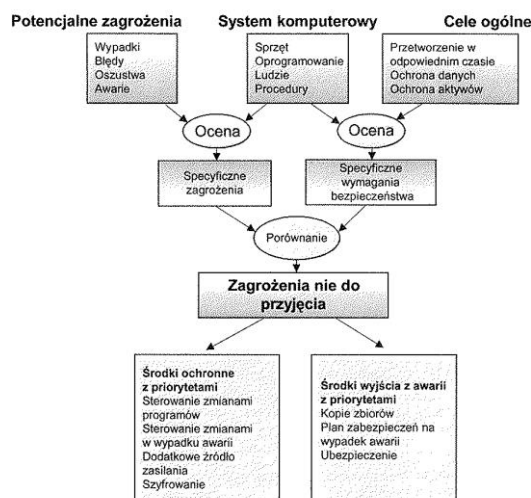 Potencjalne zagrożenia
System komputerowy
Cele ogólne
Wypadki
Błędy
Oszustwa
Awarie
Sprzęt
Oprogramowanie
Ludzie
Procedury
Przetworzenie w
odpowiednim czasie
Ochrona danych
Ochrona aktywów
Ocena
Ocena
Specyficzne
zagrożenia
Specyficzne
wymagania
bezpieczeństwa
Porównanie
Zagrożenia nie do
przyjęcia
Środki ochronne
z priorytetami
Sterowanie zmianami
programów
Sterowanie zmianami
w wypadku awarii
Dodatkowe źródło
zasilania
Szyfrowanie
Środki wyjścia z awarii
z priorytetami
Kopie zbiorów
Plan zabezpieczeń na
wypadek awarii
Ubezpieczenie